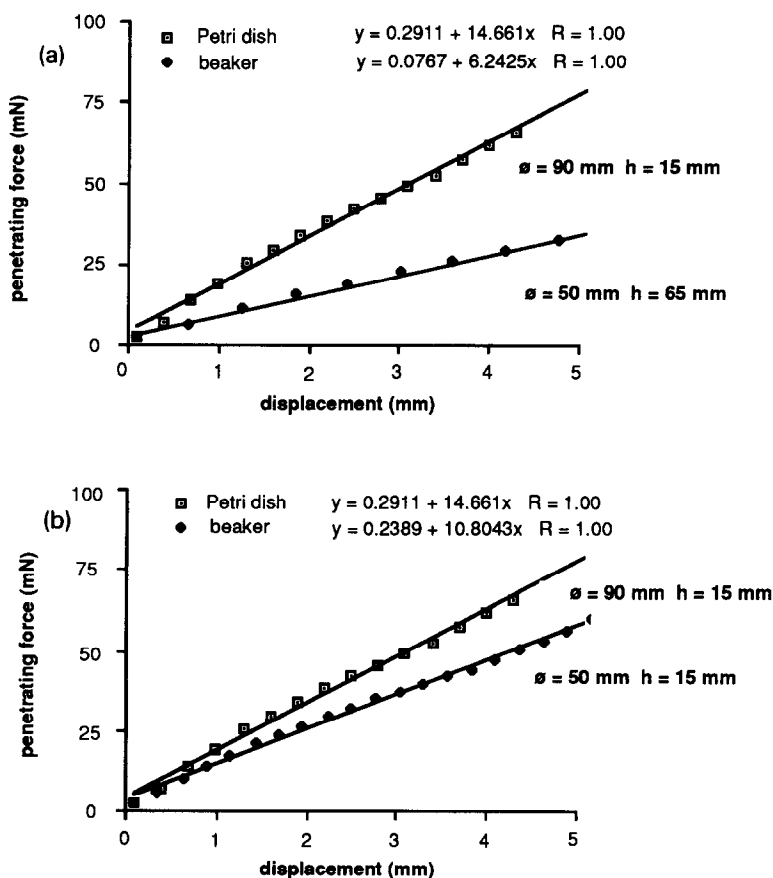 (a)
Petri dish y = 0.2911 + 14.661x R = 1.00
beaker y = 0.0767 + 6.2425x R = 1.00
penetrating force (mN)
100
75
50
25
0
ø = 90 mm h = 15 mm
ø = 50 mm h = 65 mm
0 1 2 3 4 5
displacement (mm)
(b)
Petri dish y = 0.2911 + 14.661x R = 1.00
beaker y = 0.2389 + 10.8043x R = 1.00
penetrating force (mN)
100
75
50
25
0
ø = 90 mm h = 15 mm
ø = 50 mm h = 15 mm
0 1 2 3 4 5
displacement (mm)